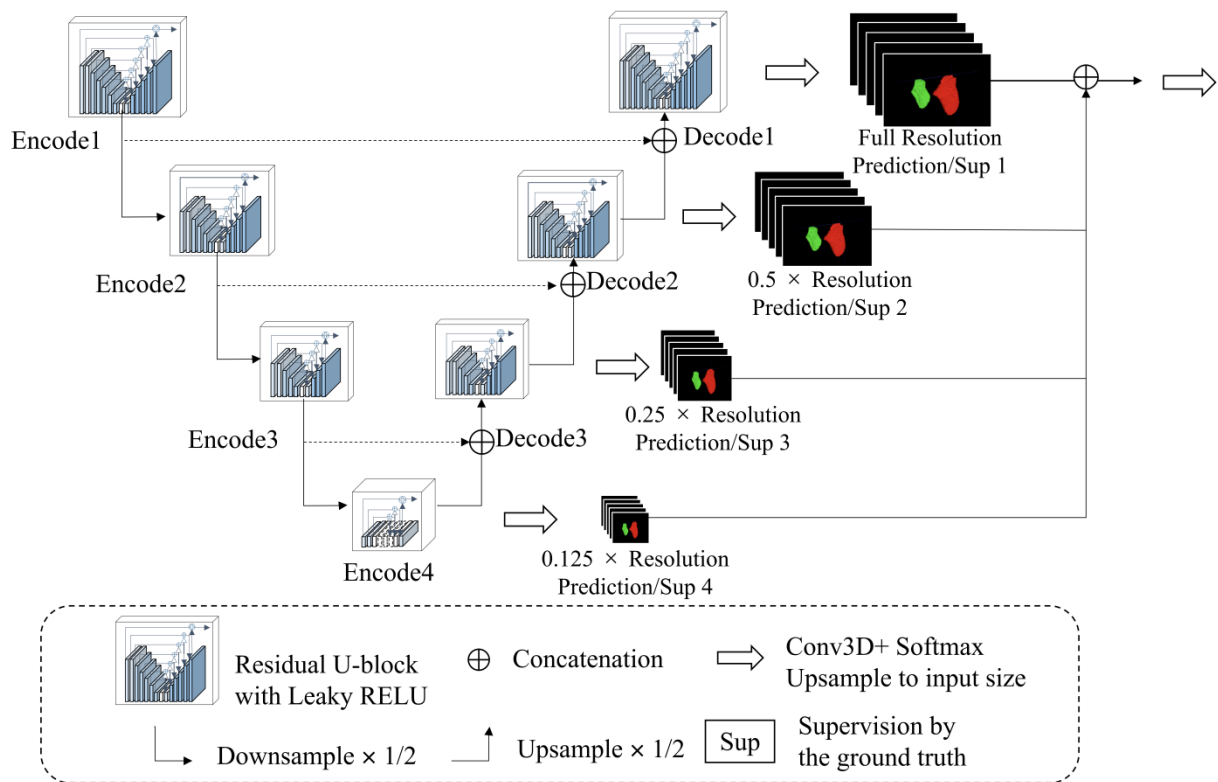 Encode1
Decode1
Full Resolution
Prediction/Sup 1
Encode2
Decode2
0.5 × Resolution
Prediction/Sup 2
Encode3
Decode3
0.25 × Resolution
Prediction/Sup 3
Encode4
0.125 × Resolution
Prediction/Sup 4
Residual U-block
with Leaky RELU
Concatenation
Conv3D+ Softmax
Upsample to input size
Downsample × 1/2
Upsample × 1/2
Sup
Supervision by
the ground truth